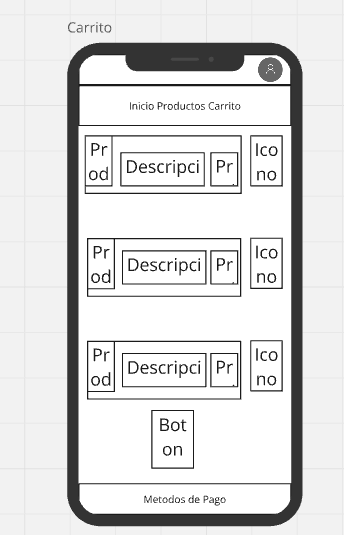 Carrito
Inicio Productos Carrito
Pr
od
Descripci
Pr
.
Ico
no
Pr
od
Descripci
Pr
.
Ico
no
Pr
od
Descripci
Pr
.
Ico
no
Bot
on
Metodos de Pago